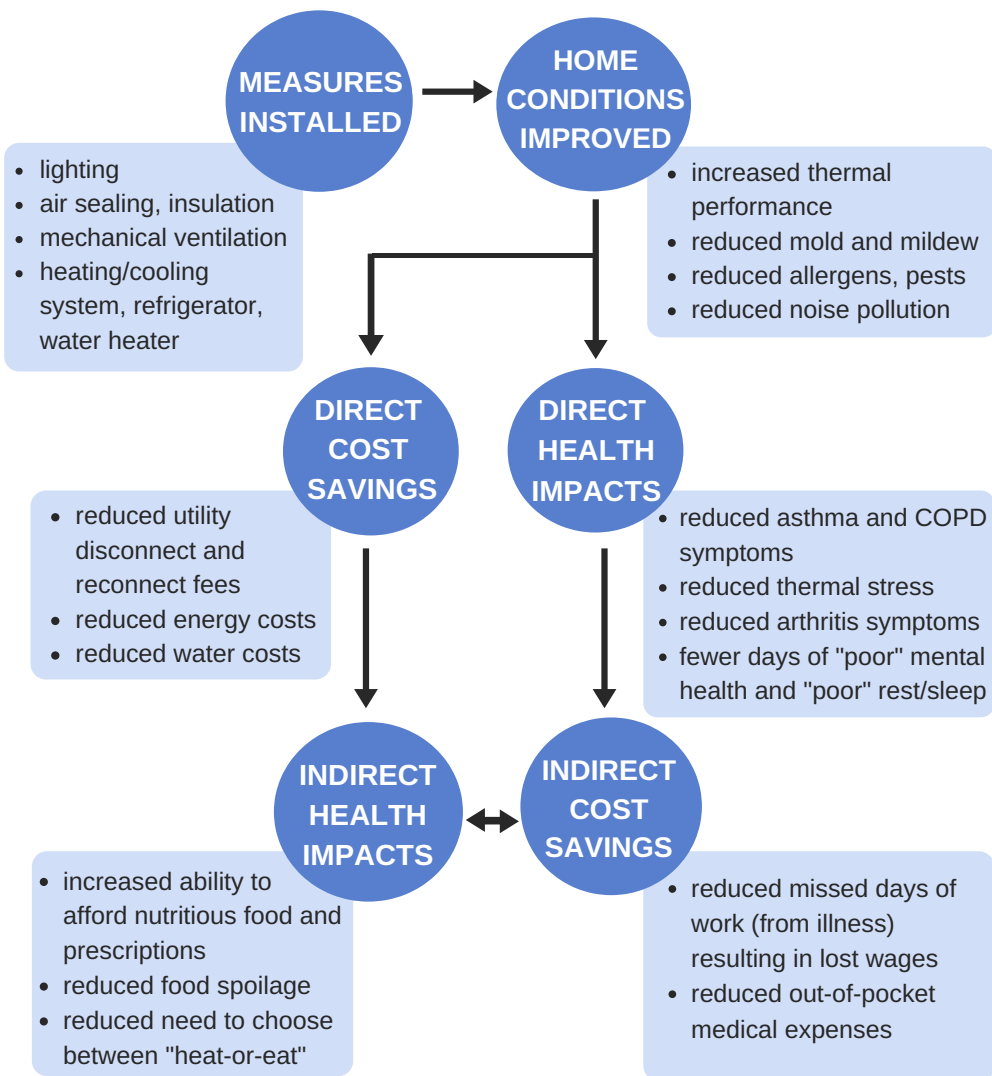 MEASURES
INSTALLED
HOME
CONDITIONS
IMPROVED
• lighting
• air sealing, insulation
• mechanical ventilation
• heating/cooling
system, refrigerator,
water heater
• increased thermal
performance
• reduced mold and mildew
• reduced allergens, pests
• reduced noise pollution
DIRECT
COST
SAVINGS
DIRECT
HEALTH
IMPACTS
• reduced utility
disconnect and
reconnect fees
• reduced energy costs
• reduced water costs
• reduced asthma and COPD
symptoms
• reduced thermal stress
• reduced arthritis symptoms
• fewer days of "poor" mental
health and "poor" rest/sleep
INDIRECT
HEALTH
IMPACTS
INDIRECT
COST
SAVINGS
• increased ability to
afford nutritious food and
prescriptions
• reduced food spoilage
• reduced need to choose
between "heat-or-eat"
• reduced missed days of
work (from illness)
resulting in lost wages
• reduced out-of-pocket
medical expenses